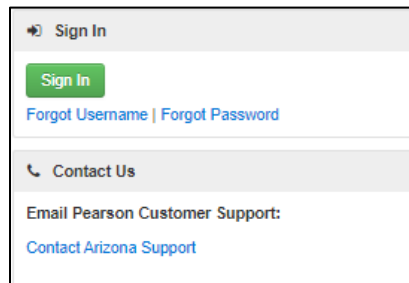 Sign In
Sign In
Forgot Username | Forgot Password
Contact Us
Email Pearson Customer Support:
Contact Arizona Support